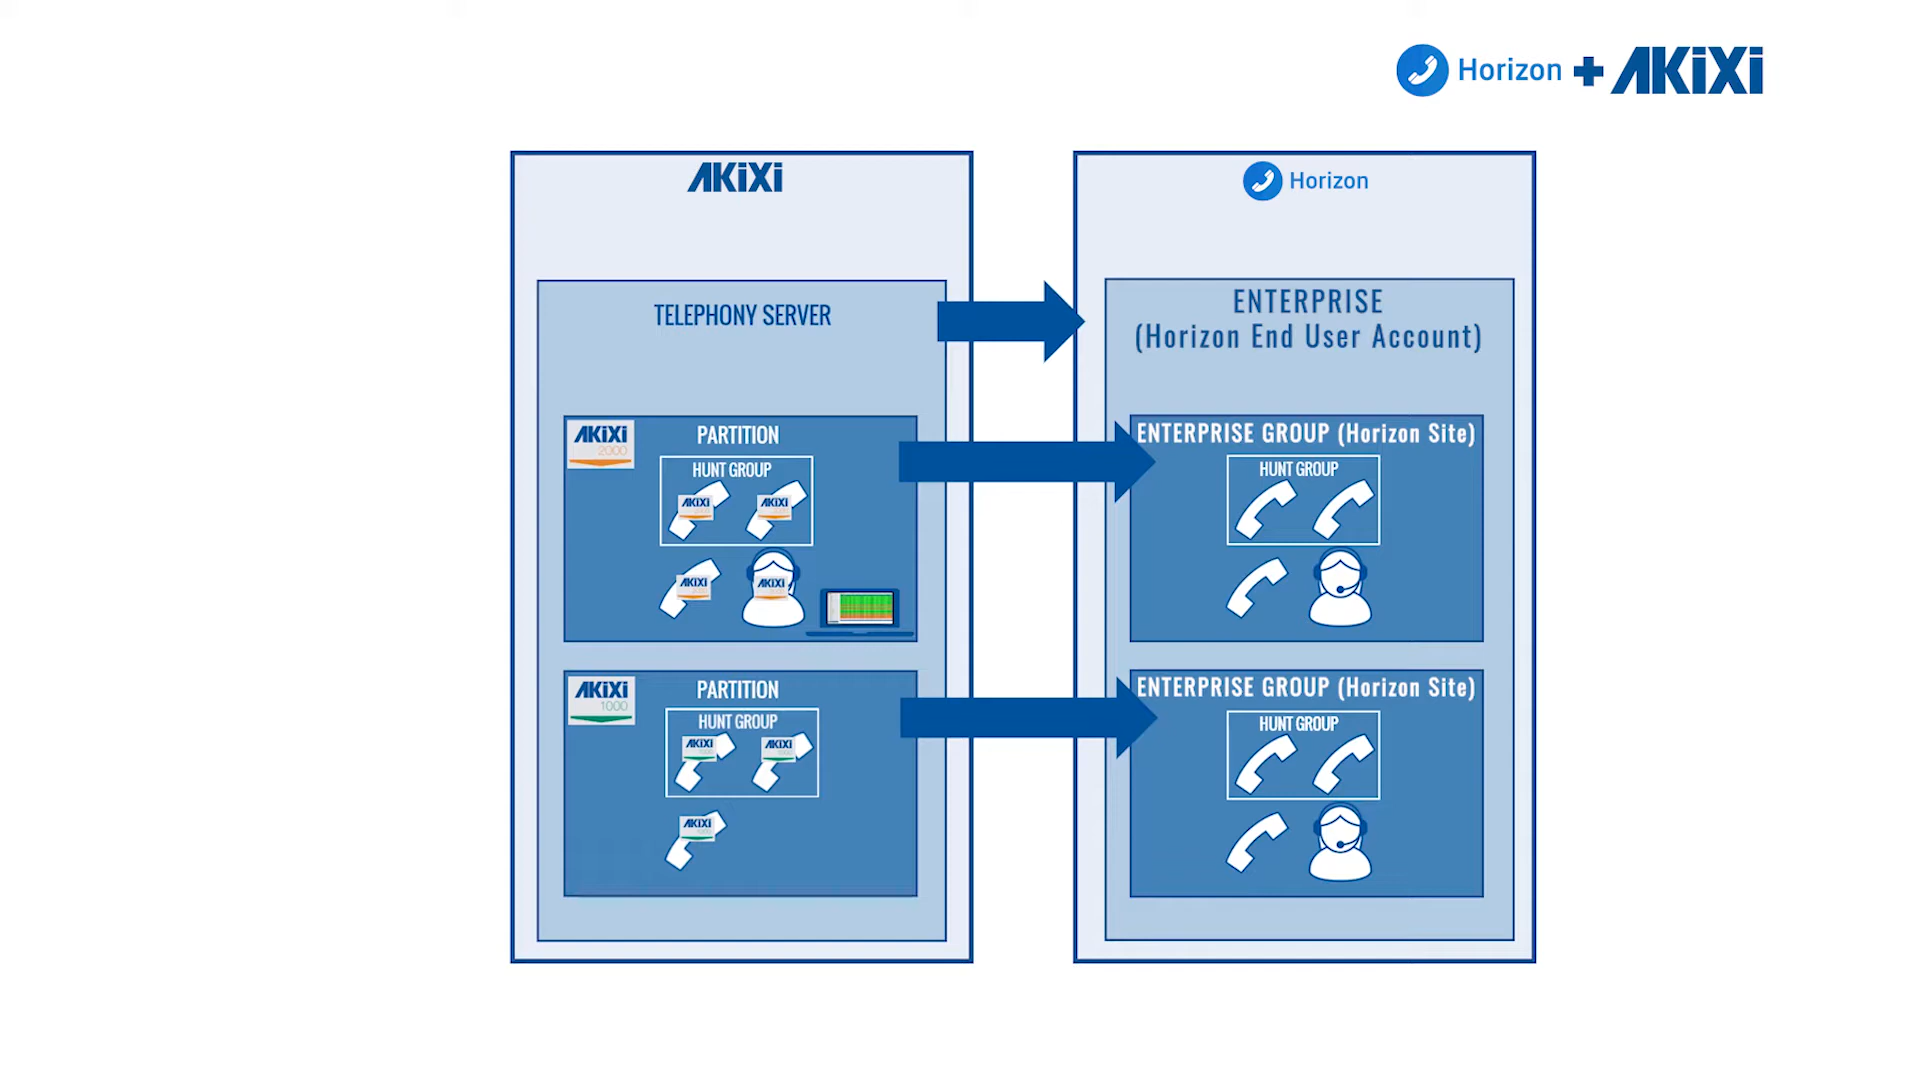 Horizon + AKiXi
AKiXi
TELEPHONY SERVER
AKiXi
2000
PARTITION
HUNT GROUP
AKiXi
AKiXi
AKiXi
AKiXi
AKiXi
1000
PARTITION
HUNT GROUP
AKiXi
AKiXi
AKiXi
Horizon
ENTERPRISE
(Horizon End User Account)
ENTERPRISE GROUP (Horizon Site)
HUNT GROUP
ENTERPRISE GROUP (Horizon Site)
HUNT GROUP